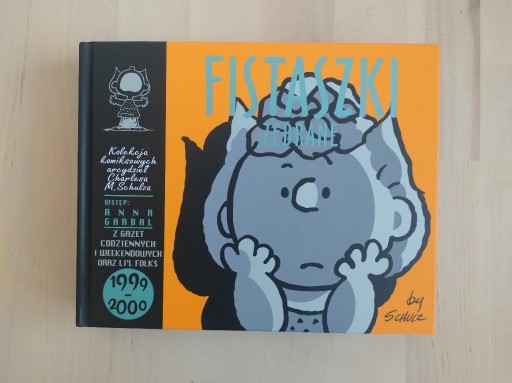 FISTASZKI
ZEBRANE
Kolekcja
komiksowych
arcydzieł
Charlesa
M. Schulza
WSTĘP:
ANNA
GARBAL
Z GAZET
CODZIENNYCH
I WEEKENDOWYCH
ORAZ LI'L FOLKS
1999
–
2000
by
SCHULZ